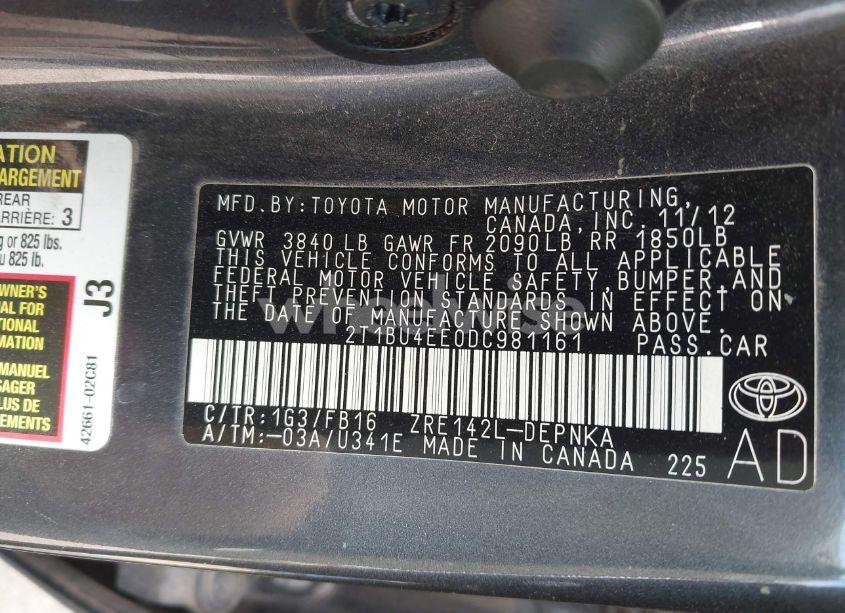 ATION
ARGEMENT
REAR
ARRIÈRE: 3
g or 825 lbs.
u 825 lb.
OWNER'S
AL FOR
TIONAL
RMATION
MANUEL
SAGER
LUS DE
EMENTS
J3
42661-02C81
MFD.BY:TOYOTA MOTOR MANUFACTURING,
CANADA,INC. 11/12
GVWR 3840 LB GAWR FR 2090LB RR 1850LB
THIS VEHICLE CONFORMS TO ALL APPLICABLE
FEDERAL MOTOR VEHICLE SAFETY,BUMPER,AND
THEFT PREVENTION STANDARDS IN EFFECT ON
THE DATE OF MANUFACTURE SHOWN ABOVE.
2T1BU4EE0DC981161 PASS.CAR
C/TR:1G3/FB16 ZRE142L-DEPNKA
A/TM:-03A/U341E MADE IN CANADA 225
AD